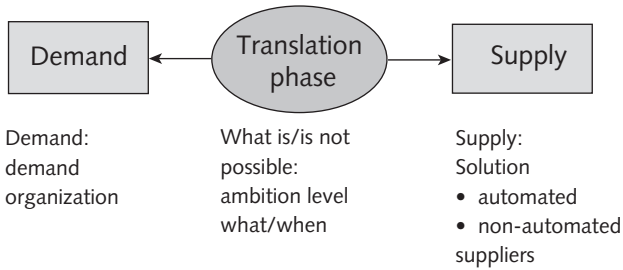 Demand
Translation
phase
Supply
Demand:
demand
organization
What is/is not
possible:
ambition level
what/when
Supply:
Solution
• automated
• non-automated
suppliers